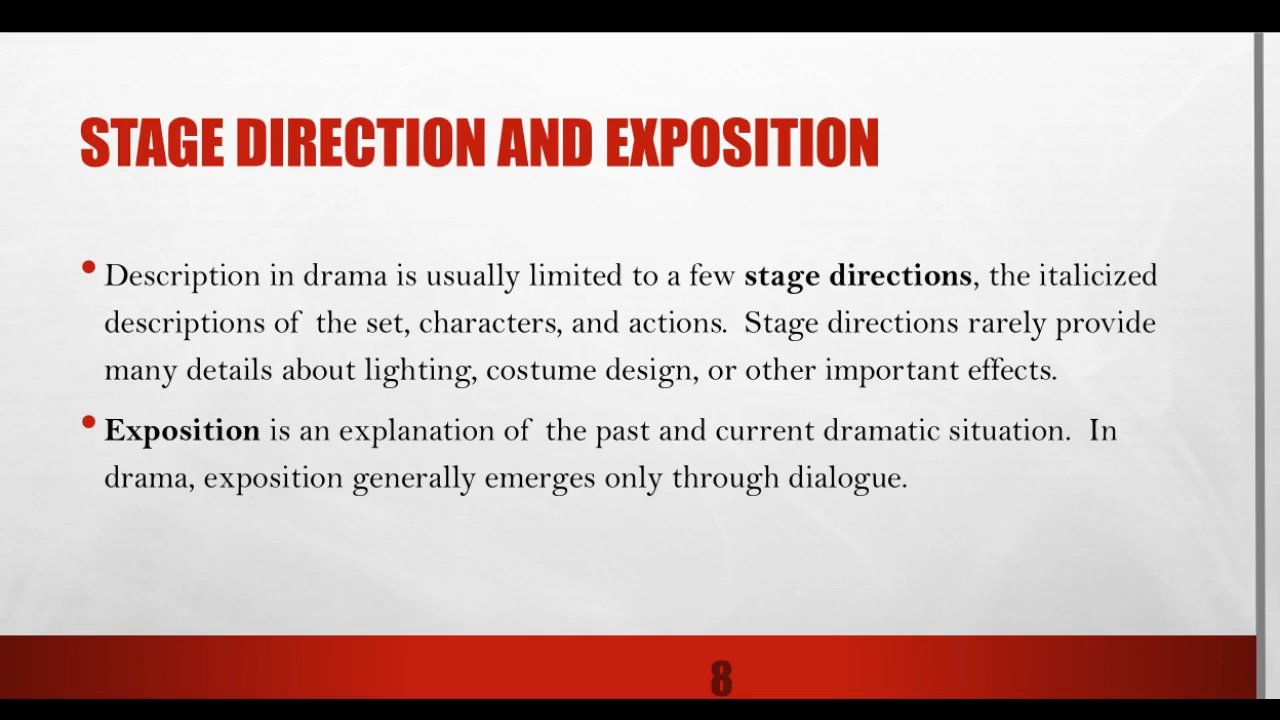 STAGE DIRECTION AND EXPOSITION
• Description in drama is usually limited to a few stage directions, the italicized
descriptions of the set, characters, and actions. Stage directions rarely provide
many details about lighting, costume design, or other important effects.
• Exposition is an explanation of the past and current dramatic situation. In
drama, exposition generally emerges only through dialogue.
8